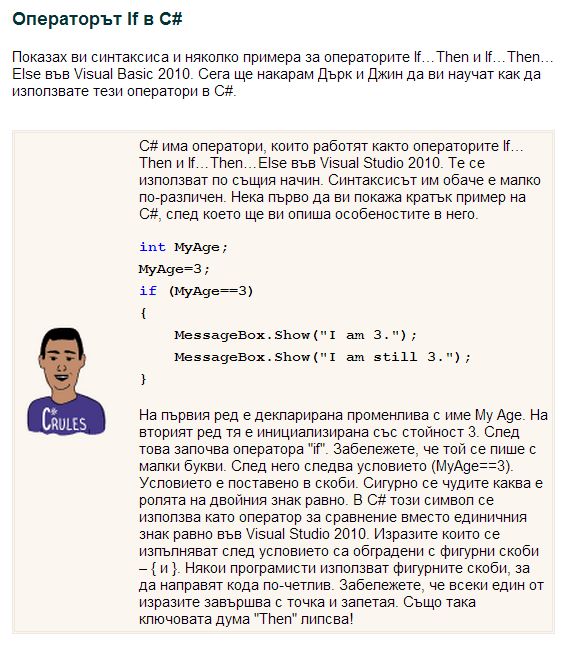 Операторът If в C#
Показах ви синтаксиса и няколко примера за операторите If…Then и If…Then…
Else във Visual Basic 2010. Сега ще накарам Дърк и Джин да ви научат как да
използвате тези оператори в C#.
C# има оператори, които работят както операторите If…
Then и If…Then…Else във Visual Studio 2010. Те се
използват по същия начин. Синтаксисът им обаче е малко
по-различен. Нека първо да ви покажа кратък пример на
C#, след което ще ви опиша особеностите в него.
int MyAge;
MyAge=3;
if (MyAge==3)
{
MessageBox.Show("I am 3.");
MessageBox.Show("I am still 3.");
}
C#
CRULES
На първия ред е декларирана променлива с име My Age. На
вторият ред тя е инициализирана със стойност 3. След
това започва оператора "if". Забележете, че той се пише с
малки букви. След него следва условието (MyAge==3).
Условието е поставено в скоби. Сигурно се чудите каква е
ролята на двойния знак равно. В C# този символ се
използва като оператор за сравнение вместо единичния
знак равно във Visual Studio 2010. Изразите които се
изпълняват след условието са обградени с фигурни скоби
– { и }. Някои програмисти използват фигурните скоби, за
да направят кода по-четлив. Забележете, че всеки един от
изразите завършва с точка и запетая. Също така
ключовата дума "Then" липсва!